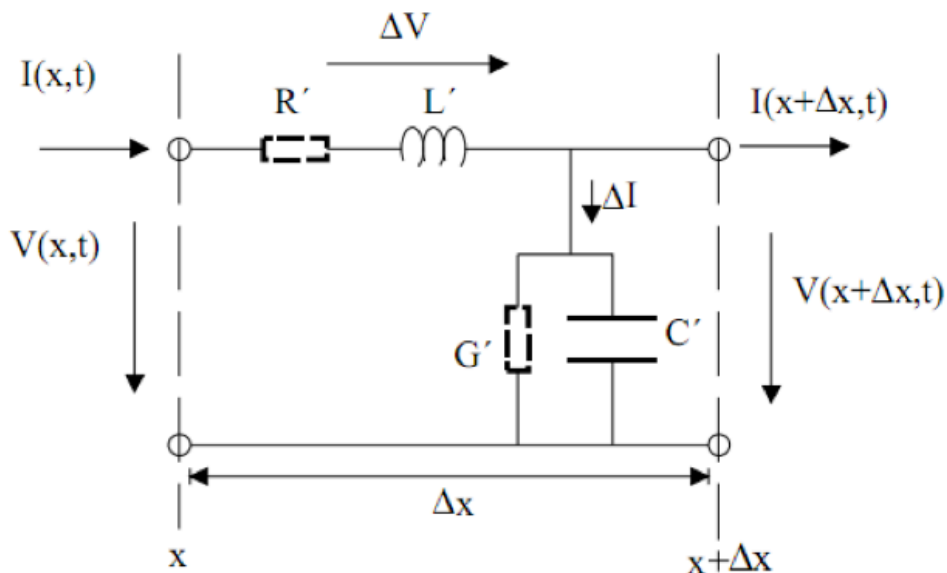 ΔV
I(x,t)
R´
L´
I(x+Δx,t)
ΔI
V(x,t)
V(x+Δx,t)
G´
C´
Δx
x
x+Δx